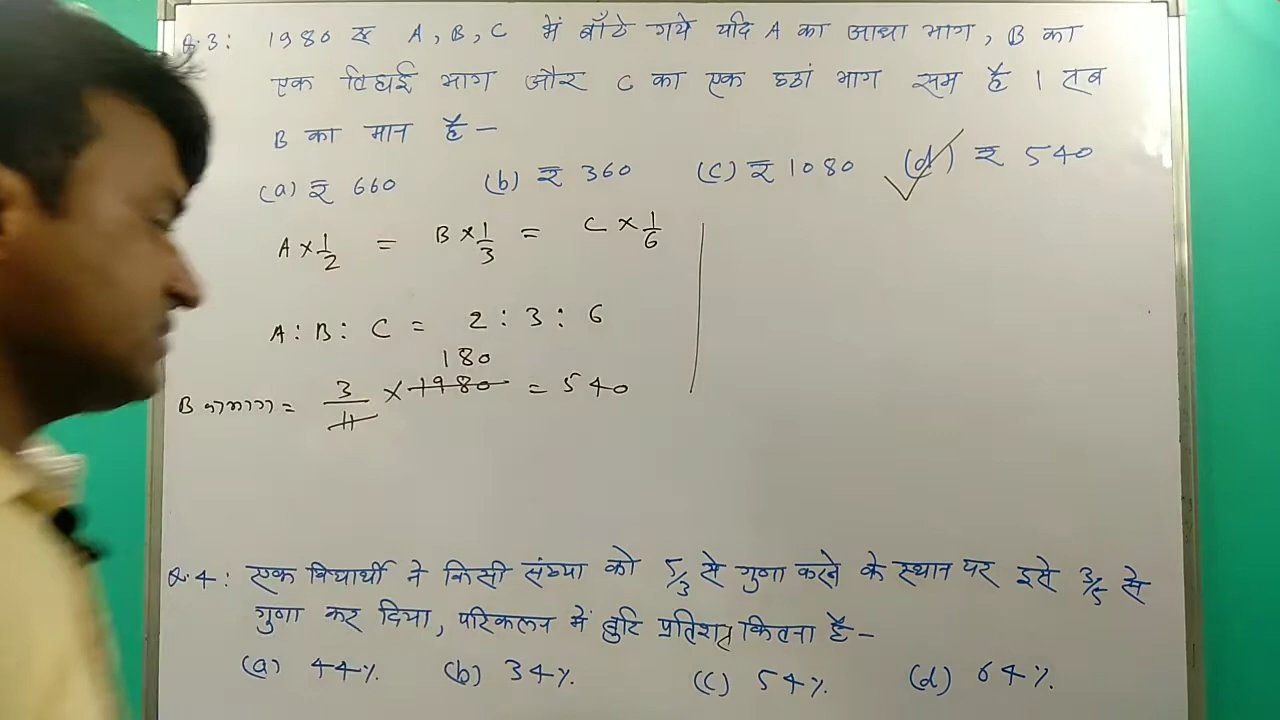 Q.3: 1980 रू A, B, C में बाँटे गये यदि A का आधा भाग, B का
एक तिहाई भाग और C का एक छठां भाग सम है । तब
B का मान है –
(a) ₹ 660 (b) ₹ 360 (c) ₹ 1080 (d) ₹ 540
A × 1/2 = B × 1/3 = C × 1/6
A : B : C = 2 : 3 : 6
180
B का भाग = 3/11 × 1980 = 540
Q.4: एक विद्यार्थी ने किसी संख्या को 5/3 से गुणा करने के स्थान पर इसे 3/5 से
गुणा कर दिया, परिकलन में त्रुटि प्रतिशत कितना है –
(a) 44% (b) 34% (c) 54% (d) 64%